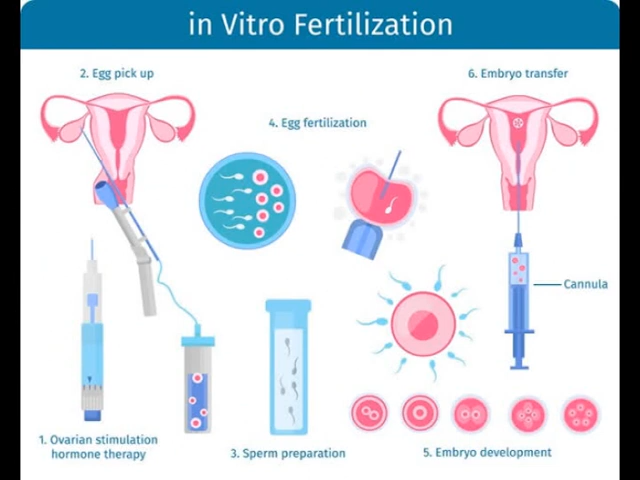 in Vitro Fertilization
2. Egg pick up
6. Embryo transfer
4. Egg fertilization
Cannula
1. Ovarian stimulation
hormone therapy
3. Sperm preparation
5. Embryo development